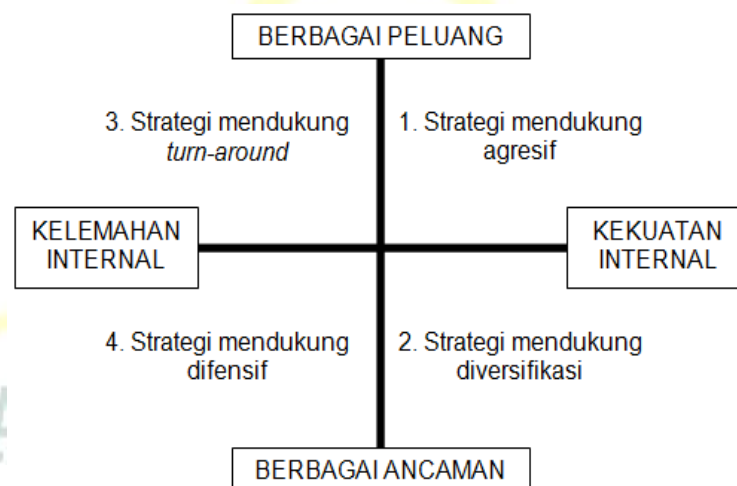 BERBAGAI PELUANG
3. Strategi mendukung
turn-around
1. Strategi mendukung
agresif
KELEMAHAN
INTERNAL
KEKUATAN
INTERNAL
4. Strategi mendukung
difensif
2. Strategi mendukung
diversifikasi
BERBAGAI ANCAMAN